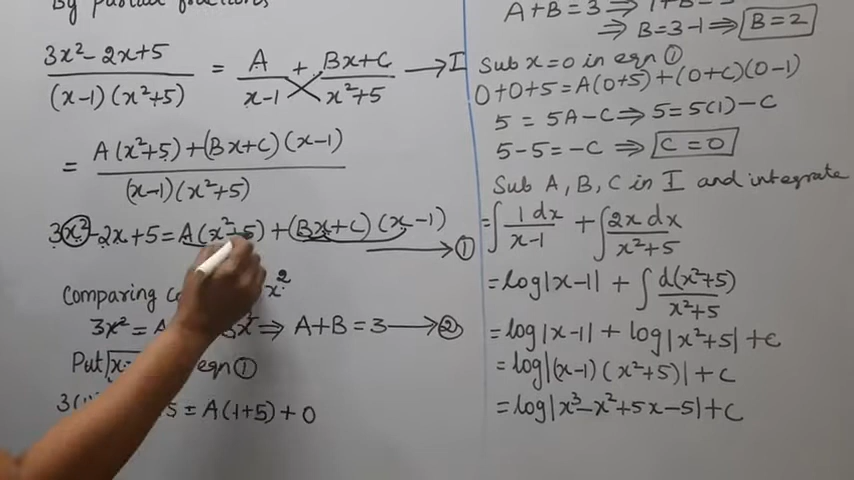 By partial fractions
3x²-2x+5 / (x-1)(x²+5) = A / x-1 + Bx+C / x²+5 → I
= A(x²+5)+(Bx+C)(x-1) / (x-1)(x²+5)
3x²-2x+5=A(x²+5)+(Bx+C)(x-1) → ①
Comparing x²
3x² = A ⇒ A+B=3 → ②
Put eqn ①
= A(1+5)+0
A+B=3 ⇒ 1+B=
⇒ B=3-1 ⇒ B=2
Sub x=0 in eqn ①
0+0+5=A(0+5)+(0+C)(0-1)
5 = 5A-C ⇒ 5=5(1)-C
5-5=-C ⇒ C=0
Sub A, B, C in I and integrate
=∫ 1dx / x-1 + ∫ 2x dx / x²+5
=log|x-1| + ∫ d(x²+5) / x²+5
=log|x-1| + log|x²+5|+c
=log|(x-1)(x²+5)|+c
=log|x³-x²+5x-5|+c